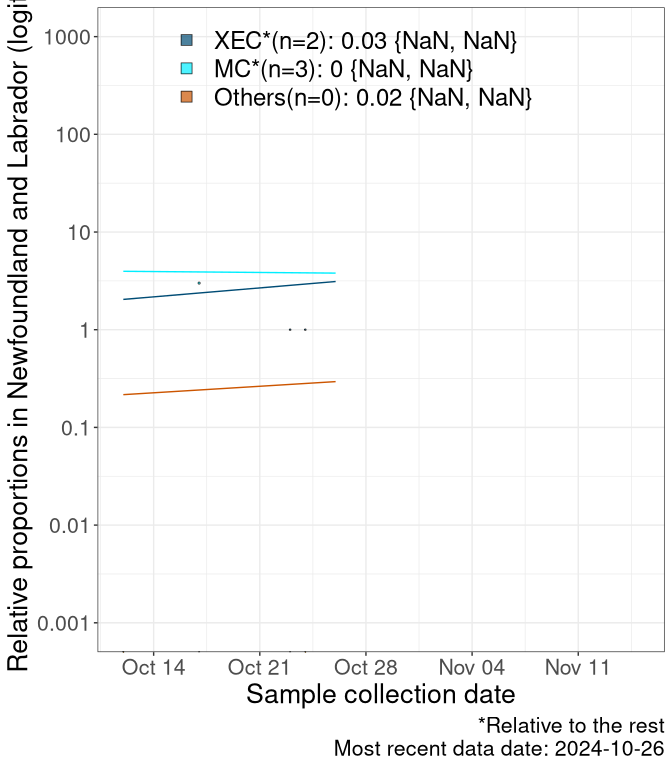 Relative proportions in Newfoundland and Labrador
XEC*(n=2): 0.03 {NaN, NaN}
MC*(n=3): 0 {NaN, NaN}
Others(n=0): 0.02 {NaN, NaN}
1000
100
10
1
0.1
0.01
0.001
Oct 14 Oct 21 Oct 28 Nov 04 Nov 11
Sample collection date
*Relative to the rest
Most recent data date: 2024-10-26